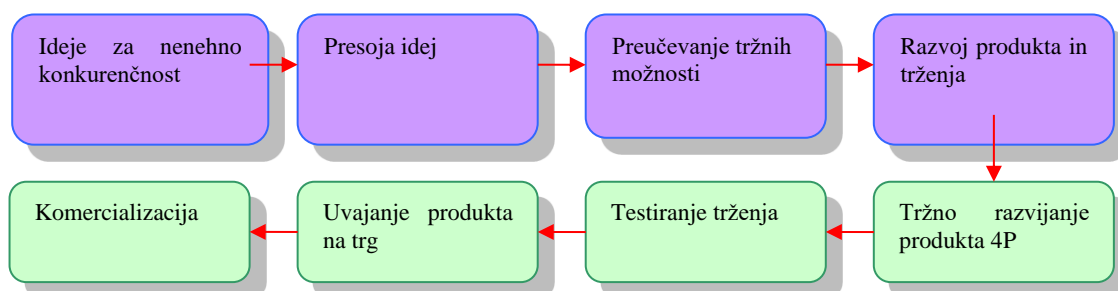 Ideje za nenehno
konkurenčnost
Presoja idej
Preučevanje tržnih
možnosti
Razvoj produkta in
trženja
Komercializacija
Uvajanje produkta
na trg
Testiranje trženja
Tržno razvijanje
produkta 4P